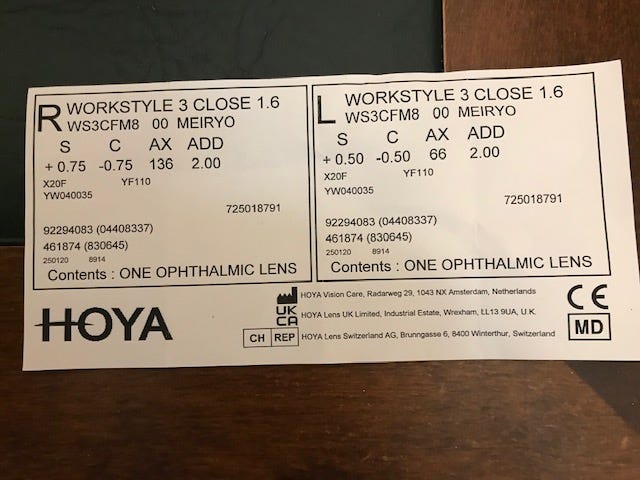 R WORKSTYLE 3 CLOSE 1.6
WS3CFM8 00 MEIRYO
S C AX ADD
+ 0.75 -0.75 136 2.00
X20F YF110
YW040035
725018791
92294083 (04408337)
461874 (830645)
250120 8914
Contents : ONE OPHTHALMIC LENS
L WORKSTYLE 3 CLOSE 1.6
WS3CFM8 00 MEIRYO
S C AX ADD
+ 0.50 -0.50 66 2.00
X20F YF110
YW040035
725018791
92294083 (04408337)
461874 (830645)
250120 8914
Contents : ONE OPHTHALMIC LENS
HOYA
HOYA Vision Care, Radarweg 29, 1043 NX Amsterdam, Netherlands
UK
CA
HOYA Lens UK Limited, Industrial Estate, Wrexham, LL13 9UA, U.K.
CH REP HOYA Lens Switzerland AG, Brunngasse 6, 8400 Winterthur, Switzerland
CE
MD